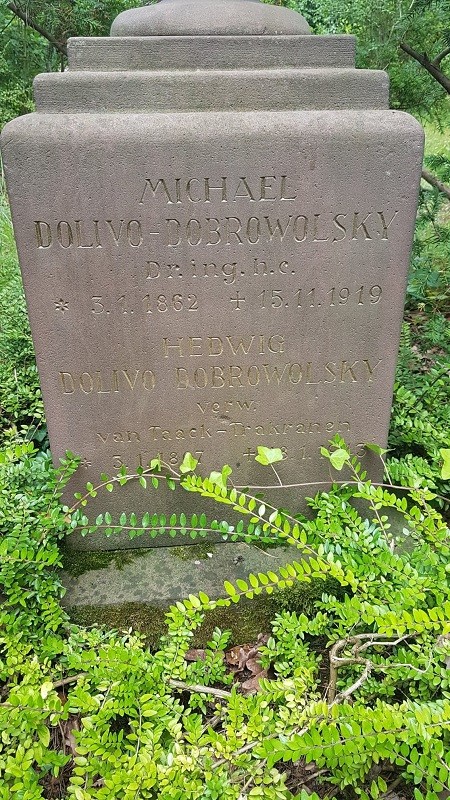 MICHAEL
DOLIVO-DOBROWOLSKY
Dr. ing. h.c.
* 3.1.1862 + 15.11.1919
HEDWIG
DOLIVO DOBROWOLSKY
verw.
van Taack-Trakranen
* +